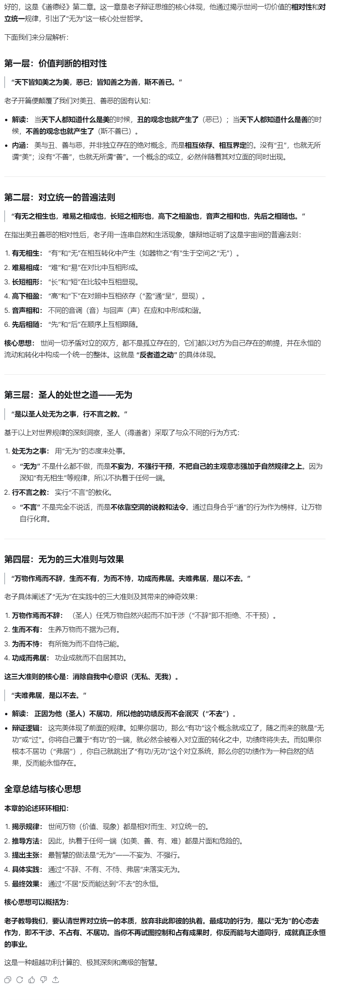 好的，这是《道德经》第二章。这一章是老子辩证思维的核心体现，他通过揭示世间一切价值的相对性和对
立统一规律，引出了“无为”这一核心处世哲学。
下面我们来分层解析：
第一层：价值判断的相对性
“天下皆知美之为美，恶已；皆知善之为善，斯不善已。”
老子开篇便颠覆了我们对美丑、善恶的固有认知：
• 解读： 当天下人都知道什么是美的时候，丑的观念也就产生了（恶已）；当天下人都知道什么是善的时
候，不善的观念也就产生了（斯不善已）。
• 内涵： 美与丑、善与恶，并非独立存在的绝对概念，而是相互依存、相互界定的。没有“丑”，也就无所
谓“美”；没有“不善”，也就无所谓“善”。一个概念的成立，必然伴随着其对立面的同时出现。
第二层：对立统一的普遍法则
“有无之相生也，难易之相成也，长短之相形也，高下之相盈也，音声之相和也，先后之相随也。”
在指出美丑善恶的相对性后，老子用一连串自然和生活现象，雄辩地证明了这是宇宙间的普遍法则：
1. 有无相生： “有”和“无”在相互转化中产生（如器物之“有”生于空间之“无”）。
2. 难易相成： “难”和“易”在对比中互相形成。
3. 长短相形： “长”和“短”在比较中互相显现。
4. 高下相盈： “高”和“下”在对照中互相依存（“盈”通“呈”，显现）。
5. 音声相和： 不同的音调（音）与回声（声）在应和中形成和谐。
6. 先后相随： “先”和“后”在顺序上互相跟随。
核心思想： 世间一切矛盾对立的双方，都不是孤立存在的，它们都以对方为自己存在的前提，并在永恒的
流动和转化中构成一个统一的整体。这就是 “反者道之动” 的具体体现。
第三层：圣人的处世之道——无为
“是以圣人处无为之事，行不言之教。”
基于以上对世界规律的深刻洞察，圣人（得道者）采取了与众不同的行为方式：
1. 处无为之事： 用“无为”的态度来处事。
◦ “无为” 不是什么都不做，而是不妄为，不强行干预，不把自己的主观意志强加于自然规律之上。因为
深知“有无相生”等规律，所以不执着于任何一端。
2. 行不言之教： 实行“不言”的教化。
◦ “不言” 不是完全不说话，而是不依靠空洞的说教和法令。通过自身合乎“道”的行为作为榜样，让万物
自行化育。
第四层：无为的三大准则与效果
“万物作焉而不辞，生而不有，为而不恃，功成而弗居。夫唯弗居，是以不去。”
老子具体阐述了“无为”在实践中的三大准则及其带来的神奇效果：
1. 万物作焉而不辞： （圣人）任凭万物自然兴起而不加干涉（“不辞”即不拒绝、不干预）。
2. 生而不有： 生养万物而不据为己有。
3. 为而不恃： 有所施为而不自恃己能。
4. 功成而弗居： 功业成就而不自居其功。
这三大准则的核心是：消除自我中心意识（无私、无我）。
“夫唯弗居，是以不去。”
• 解读： 正因为他（圣人）不居功，所以他的功绩反而不会泯灭（“不去”）。
• 辩证逻辑： 这完美体现了前面的规律。如果你居功，那么“有功”这个概念就成立了，随之而来的就是“无
功”或“过”。你将自己置于“有功”的一端，就必然会被卷入对立面的转化之中，功绩终将失去。而如果你
根本不居功（“弗居”），你自己就跳出了“有功/无功”这个对立系统，那么你的功绩作为一种自然的结
果，反而能永恒存在。
全章总结与核心思想
本章的论述环环相扣：
1. 揭示规律： 世间万物（价值、现象）都是相对而生、对立统一的。
2. 推导方法： 因此，执着于任何一端（如美、善、有、难）都是片面和危险的。
3. 提出主张： 最智慧的做法是“无为”——不妄为、不强行。
4. 具体实践： 通过“不辞、不有、不恃、弗居”来落实无为。
5. 最终效果： 通过“不居”反而能达到“不去”的永恒。
核心思想可以概括为：
老子教导我们，要认清世界对立统一的本质，放弃非此即彼的执着。最成功的行为，是以“无为”的心态去
作为，即不干涉、不占有、不居功。当你不再试图控制和占有成果时，你反而能与大道同行，成就真正永恒
的事业。
这是一种超越功利计算的、极其深刻和高级的智慧。